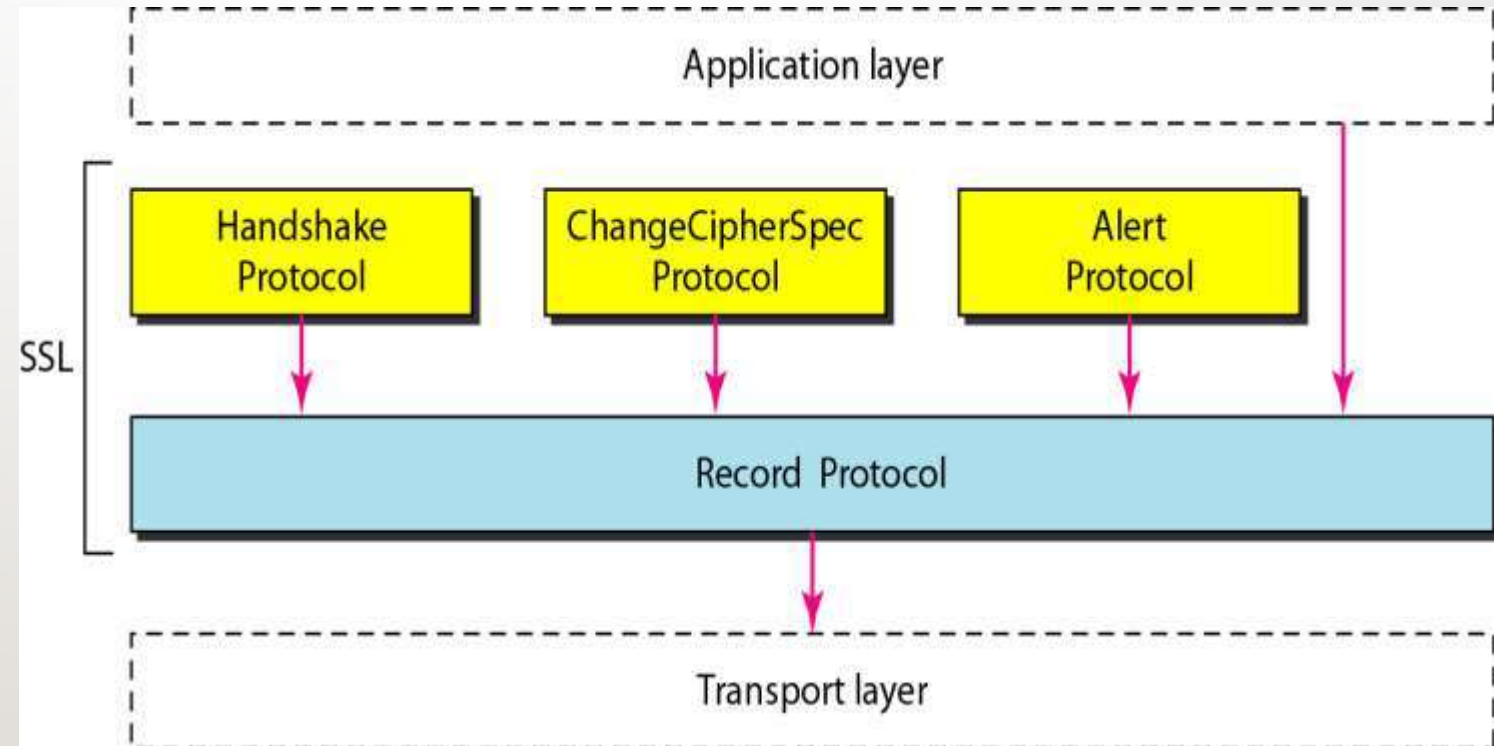 Application layer
Handshake
Protocol
ChangeCipherSpec
Protocol
Alert
Protocol
SSL
Record Protocol
Transport layer